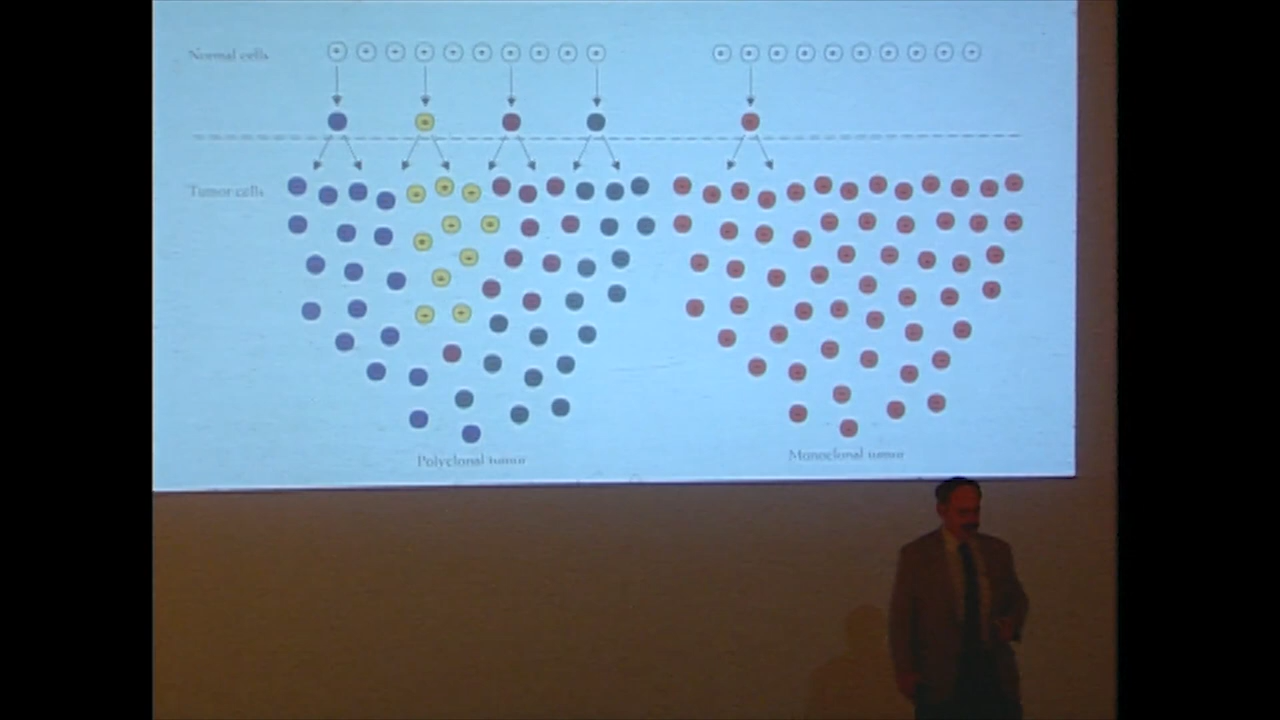 Normal cells
Tumor cells
Polyclonal tumor
Monoclonal tumor